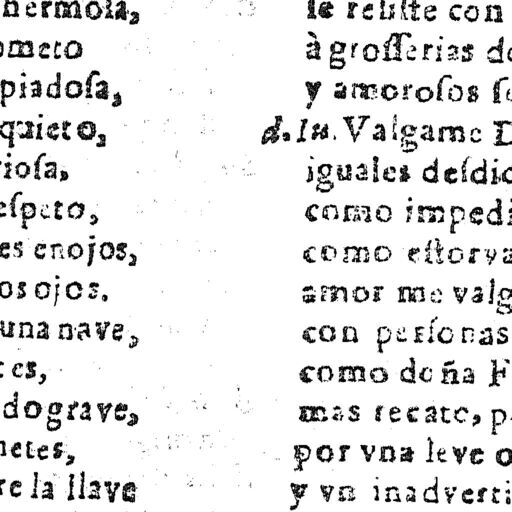 hermosa,
ometo
piadosa,
quieto,
riosa,
espeto,
es enojos,
os ojos.
una nave,
es,
do grave,
netes,
re la llave
le resiste con
à grosserias de
y amorosos se
d.Iu. Valgame D
iguales desdic
como impedi
como estorva
amor me valg
con personas
como doña F
mas recato, p
por vna leve o
y vn inadverti